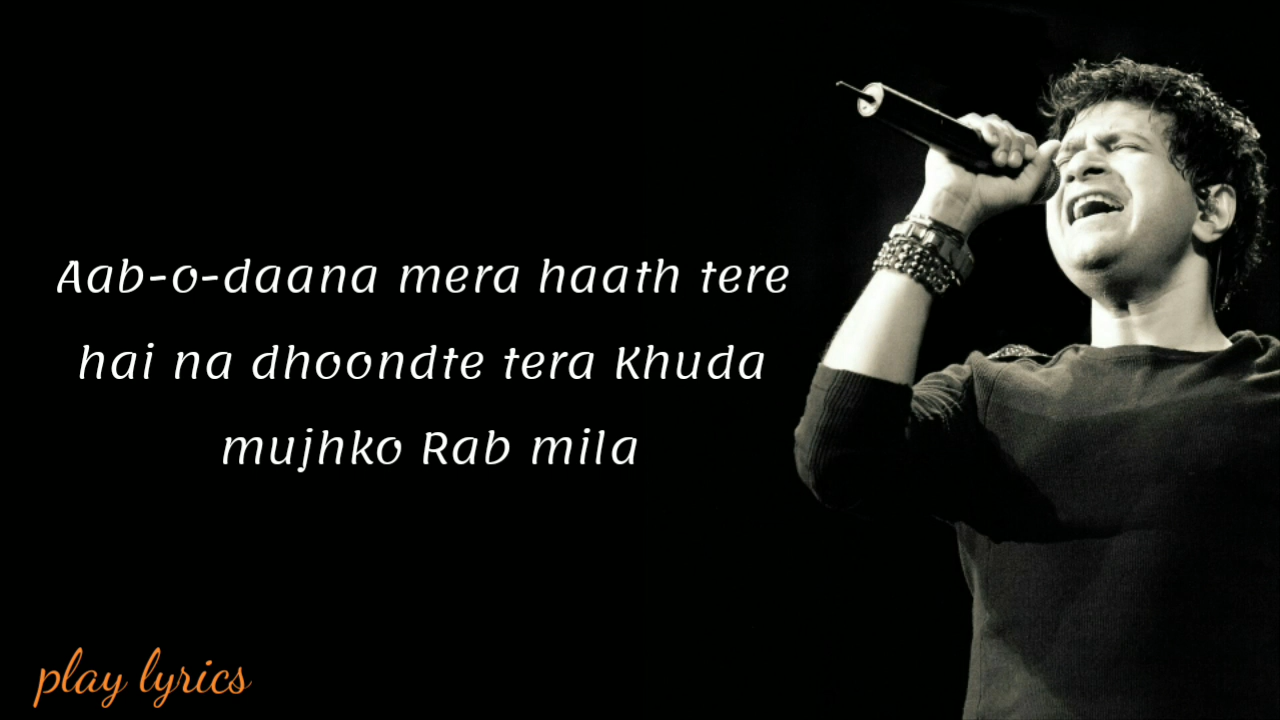 Aab-o-daana mera haath tere
hai na dhoondte tera Khuda
mujhko Rab mila
play lyrics